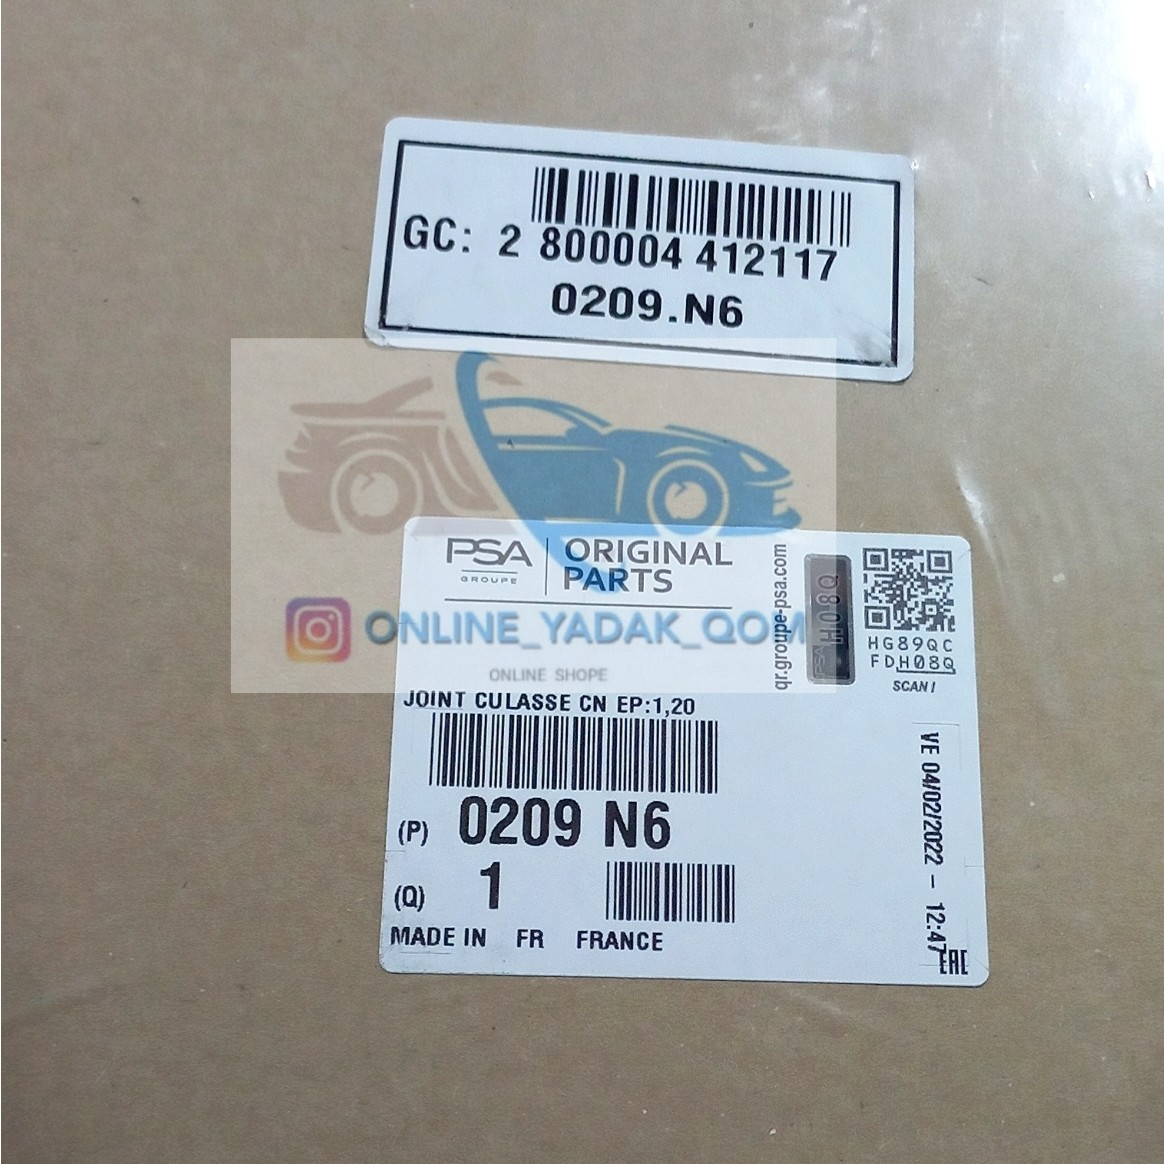 GC: 2 800004 412117
0209.N6
PSA
GROUPE
ORIGINAL
PARTS
qr.groupe-psa.com
PSA H08Q
HG89QC
FDH08Q
SCAN !
ONLINE_YADAK_QOM
ONLINE SHOPE
JOINT CULASSE CN EP:1,20
(P) 0209 N6
(Q) 1
MADE IN FR FRANCE
VE 04/02/2022 - 12:47
EAC